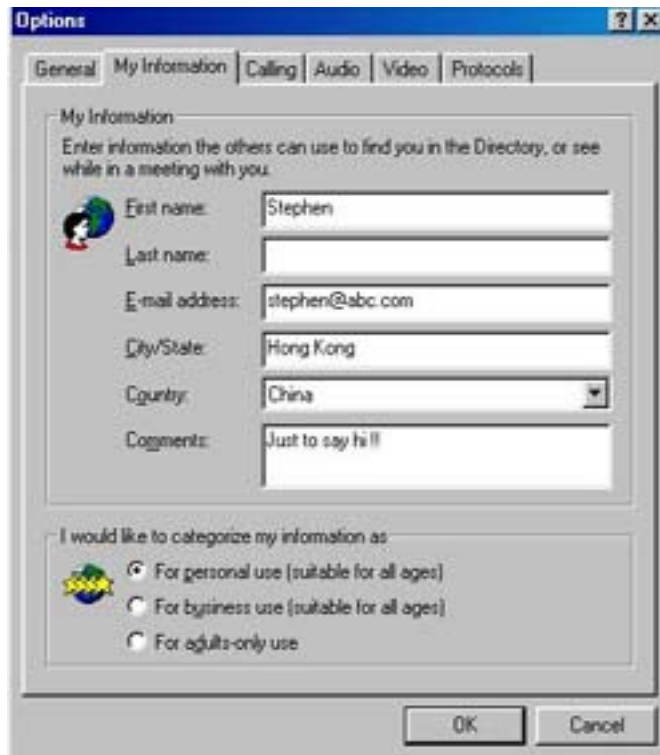 Options
General My Information Calling Audio Video Protocols
My Information
Enter information the others can use to find you in the Directory, or see
while in a meeting with you.
First name: Stephen
Last name:
E-mail address: stephen@abc.com
City/State: Hong Kong
Country: China
Comments: Just to say hi !!
I would like to categorize my information as
For personal use (suitable for all ages)
For business use (suitable for all ages)
For adults-only use
OK Cancel